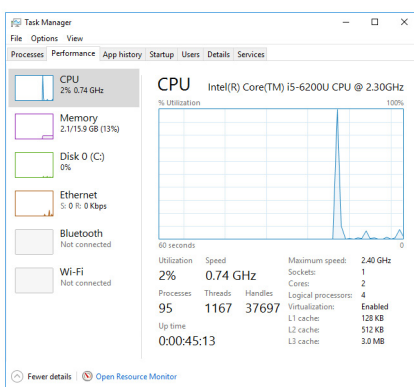 Task Manager
File Options View
Processes Performance App history Startup Users Details Services
CPU
2% 0.74 GHz
Memory
2.1/15.9 GB (13%)
Disk 0 (C:)
0%
Ethernet
S: 0 R: 0 Kbps
Bluetooth
Not connected
Wi-Fi
Not connected
CPU Intel(R) Core(TM) i5-6200U CPU @ 2.30GHz
% Utilization 100%
60 seconds 0
Utilization Speed
2% 0.74 GHz
Processes Threads Handles
95 1167 37697
Up time
0:00:45:13
Maximum speed: 2.40 GHz
Sockets: 1
Cores: 2
Logical processors: 4
Virtualization: Enabled
L1 cache: 128 KB
L2 cache: 512 KB
L3 cache: 3.0 MB
Fewer details Open Resource Monitor